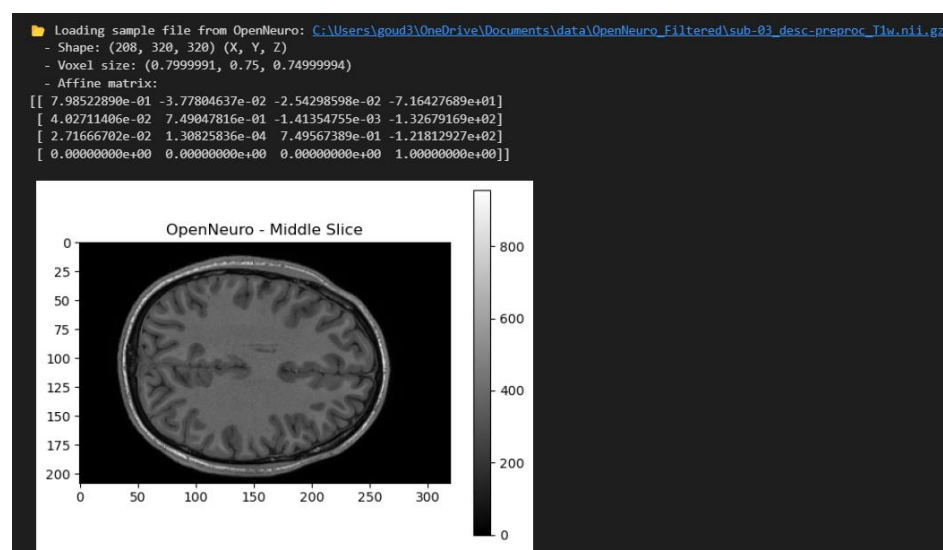 📂 Loading sample file from OpenNeuro: C:\Users\goud3\OneDrive\Documents\data\OpenNeuro_Filtered\sub-03_desc-preproc_T1w.nii.gz
- Shape: (208, 320, 320) (X, Y, Z)
- Voxel size: (0.7999991, 0.75, 0.74999994)
- Affine matrix:
[[ 7.98522890e-01 -3.77804637e-02 -2.54298598e-02 -7.16427689e+01]
[ 4.02711406e-02 7.49047816e-01 -1.41354755e-03 -1.32679169e+02]
[ 2.71666702e-02 1.30825836e-04 7.49567389e-01 -1.21812927e+02]
[ 0.00000000e+00 0.00000000e+00 0.00000000e+00 1.00000000e+00]]
OpenNeuro - Middle Slice
0
25
50
75
100
125
150
175
200
0 50 100 150 200 250 300
800
600
400
200
0